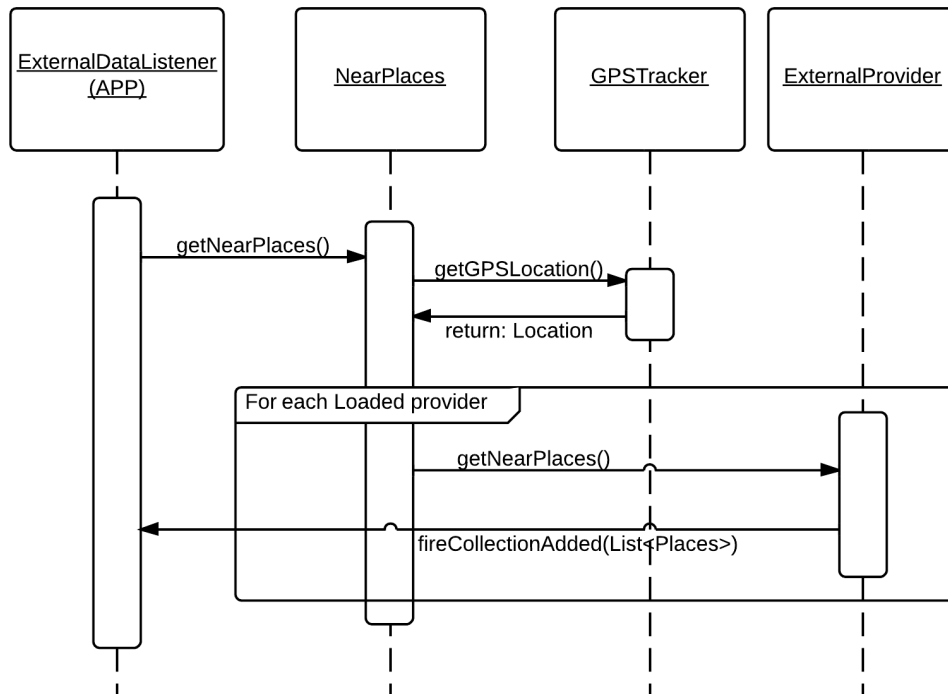 ExternalDataListener
(APP)
NearPlaces
GPSTracker
ExternalProvider
getNearPlaces()
getGPSLocation()
return: Location
For each Loaded provider
getNearPlaces()
fireCollectionAdded(List<Places>)